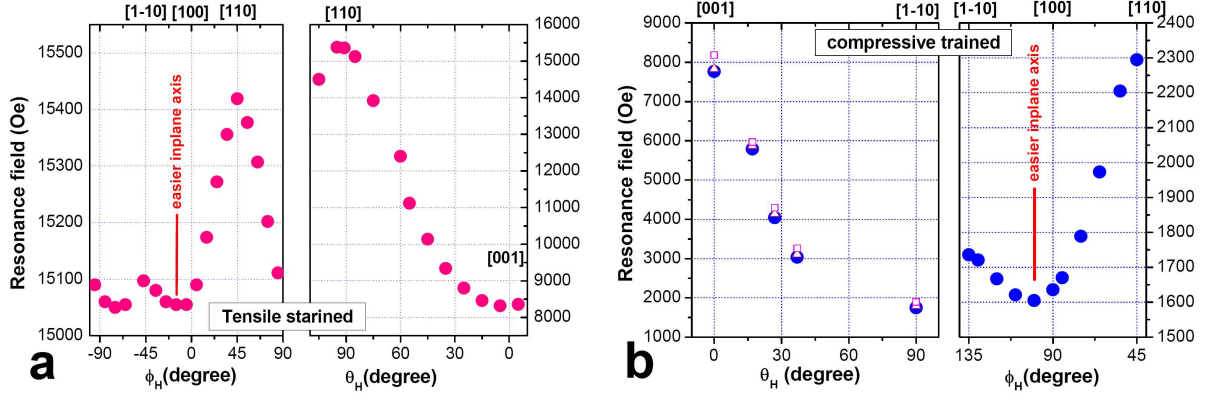 [1-10] [100] [110]
[110]
[001]
[1-10]
[1-10] [100] [110]
a
15500
15400
15300
15200
15100
15000
Resonance field (Oe)
easier inplane axis
-90 -45 0 45 90
ϕH(degree)
Tensile starined
16000
15000
14000
13000
12000
11000
10000
9000
8000
[001]
90 60 30 0
θH(degree)
b
9000
8000
7000
6000
5000
4000
3000
2000
1000
Resonance field (Oe)
compressive trained
0 30 60 90
θH(degree)
easier inplane axis
2400
2300
2200
2100
2000
1900
1800
1700
1600
1500
135 90 45
ϕH(degree)